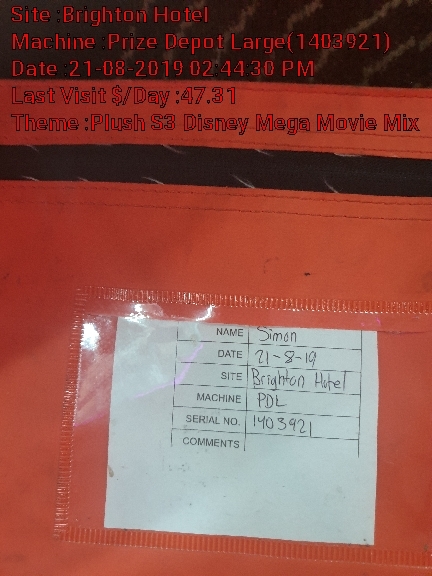 Site :Brighton Hotel
Machine :Prize Depot Large(1403921)
Date :21-08-2019 02:44:30 PM
Last Visit $/Day :47.31
Theme :Plush S3 Disney Mega Movie Mix
NAME Simon
DATE 21-8-19
SITE Brighton Hotel
MACHINE PDL
SERIAL NO. 1403921
COMMENTS